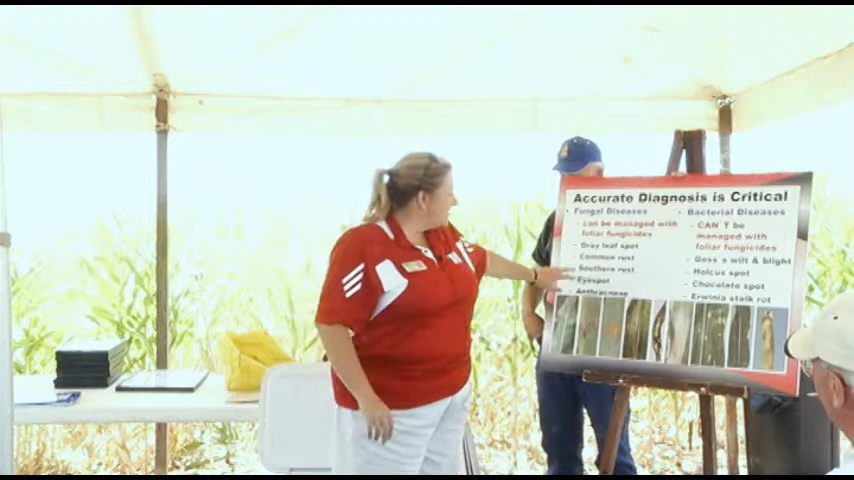 Accurate Diagnosis is Critical
• Fungal Diseases
- can be managed with
foliar fungicides
- Gray leaf spot
- Common rust
- Southern rust
- Eyespot
- Anthracnose
• Bacterial Diseases
- CAN'T be
managed with
foliar fungicides
- Goss's wilt & blight
- Holcus spot
- Chocolate spot
- Erwinia stalk rot
N